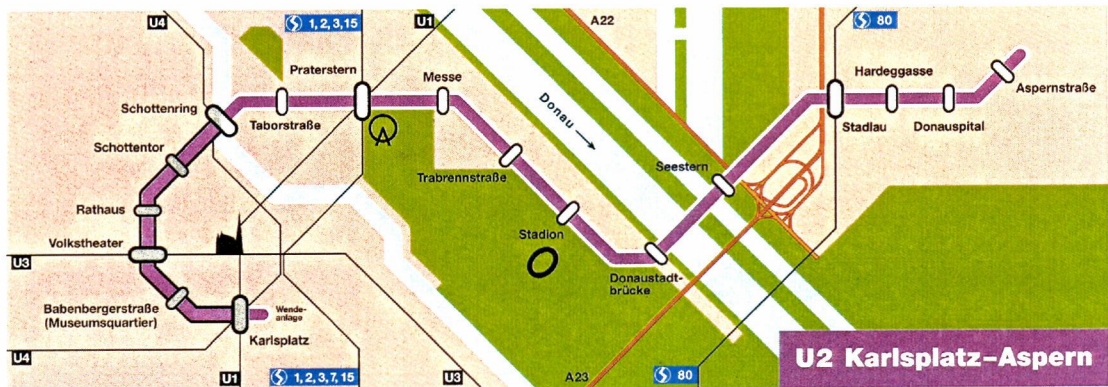 U4
1, 2, 3, 15
U1
A22
80
Praterstern
Messe
Hardeggasse
Aspernstraße
Schottenring
Taborstraße
Donau
Stadlau
Donauspital
Schottentor
Trabrennstraße
Seestern
Rathaus
Stadion
Volkstheater
U3
Donaustadt-
brücke
Babenbergerstraße
(Museumsquartier)
Wende-
anlage
Karlsplatz
U4
U1
1, 2, 3, 7, 15
U3
A23
80
U2 Karlsplatz–Aspern